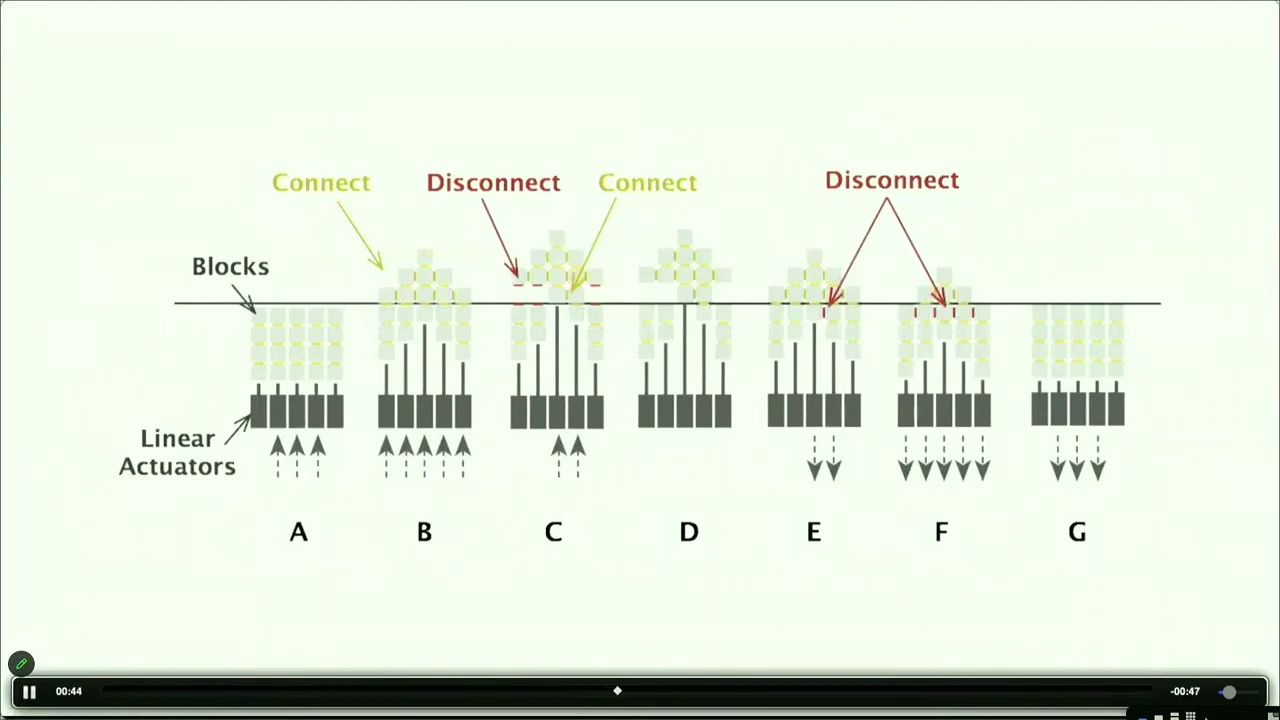 Connect
Disconnect
Connect
Disconnect
Blocks
Linear
Actuators
A
B
C
D
E
F
G
00:44
-00:47